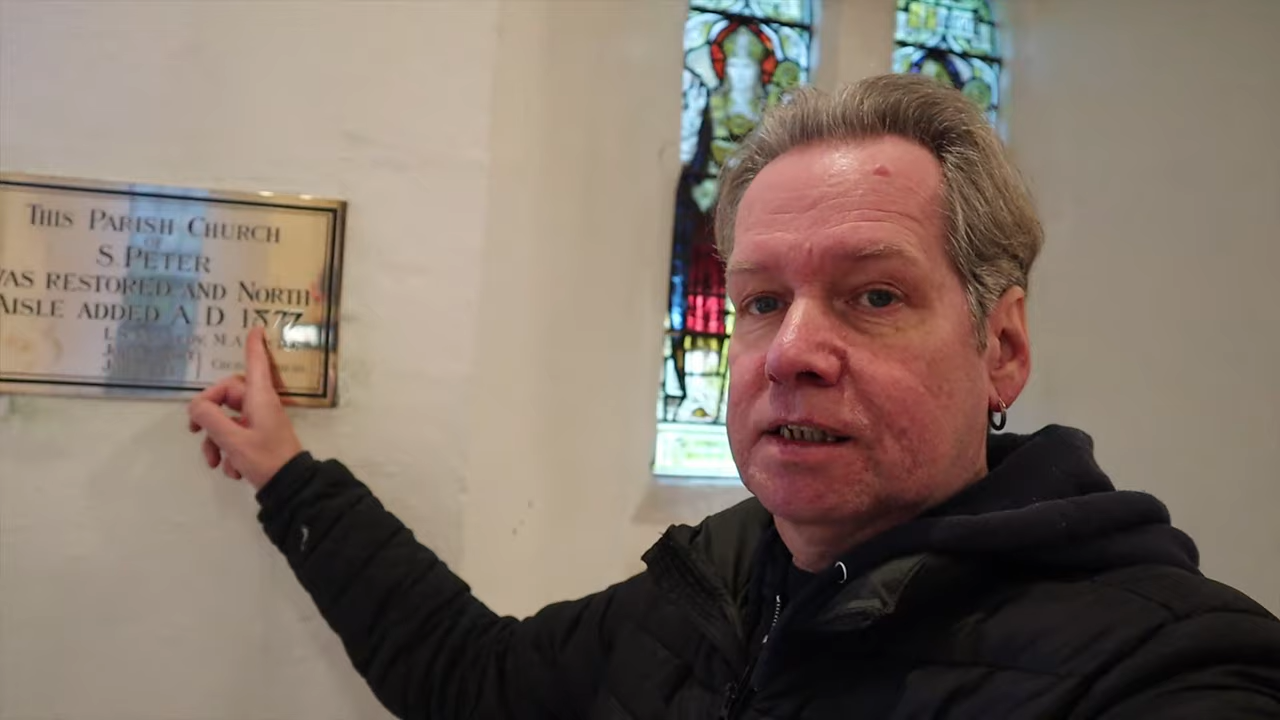 THIS PARISH CHURCH
OF
S. PETER
WAS RESTORED AND NORTH
AISLE ADDED A D 1877
M.A.